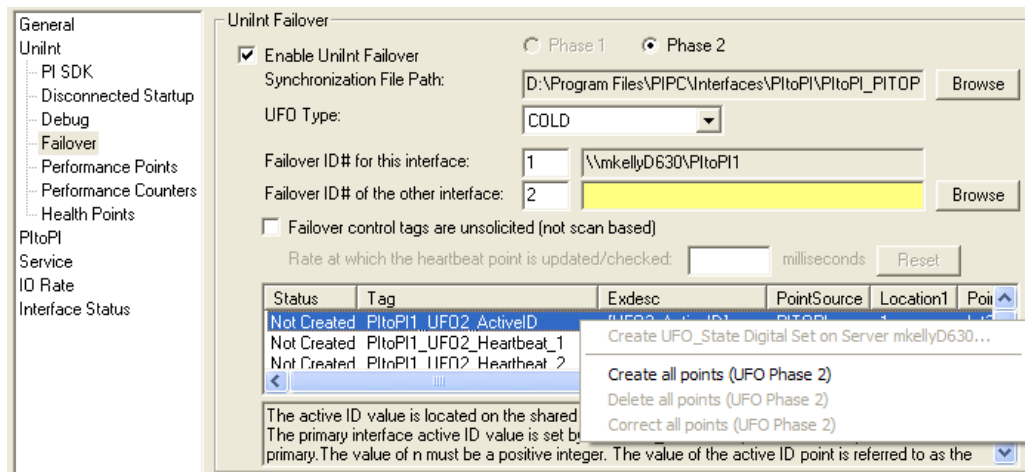 General
UniInt
PI SDK
Disconnected Startup
Debug
Failover
Performance Points
Performance Counters
Health Points
PItoPI
Service
IO Rate
Interface Status
UniInt Failover
Enable UniInt Failover
Phase 1
Phase 2
Synchronization File Path:
D:\Program Files\PIPC\Interfaces\PItoPI\PItoPI_PITOP
Browse
UFO Type:
COLD
Failover ID# for this interface:
1
\\mkellyD630\PItoPI1
Failover ID# of the other interface:
2
Browse
Failover control tags are unsolicited (not scan based)
Rate at which the heartbeat point is updated/checked:
milliseconds
Reset
Status Tag Exdesc PointSource Location1 Poi
Not Created PItoPI1_UFO2_ActiveID
Not Created PItoPI1_UFO2_Heartbeat_1
Not Created PItoPI1_UFO2_Heartbeat_2
Create UFO_State Digital Set on Server mkellyD630...
Create all points (UFO Phase 2)
Delete all points (UFO Phase 2)
Correct all points (UFO Phase 2)
The active ID value is located on the shared
The primary interface active ID value is set by
primary.The value of n must be a positive integer. The value of the active ID point is referred to as the